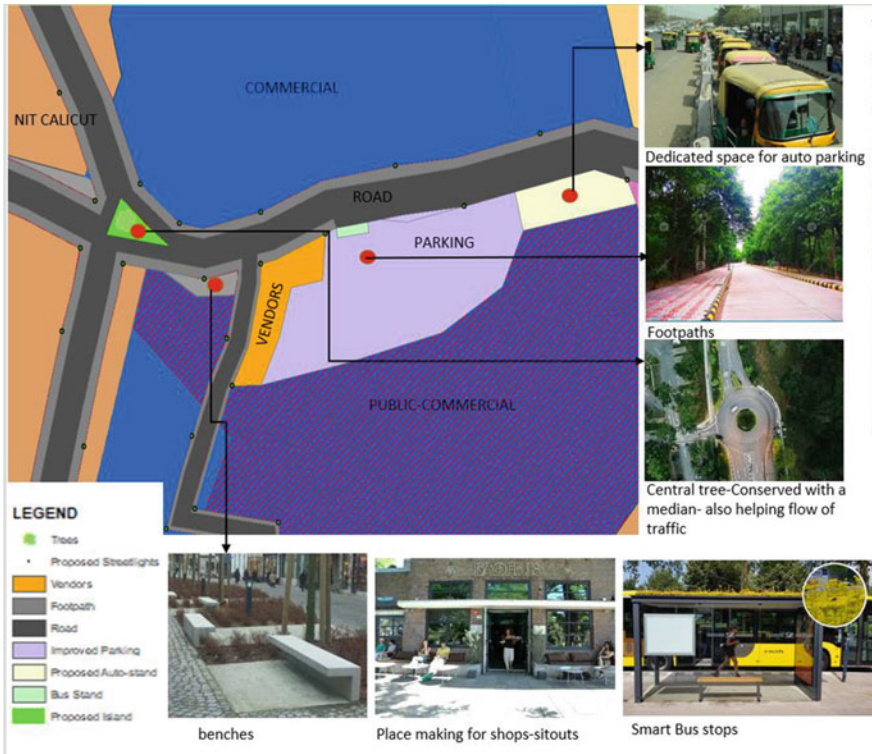 COMMERCIAL
NIT CALICUT
ROAD
PARKING
VENDORS
PUBLIC-COMMERCIAL
Dedicated space for auto parking
Footpaths
Central tree-Conserved with a
median- also helping flow of
traffic
LEGEND
Trees
Proposed Streetlights
Vendors
Footpath
Road
Improved Parking
Proposed Auto-stand
Bus Stand
Proposed Island
benches
Place making for shops-sitouts
Smart Bus stops